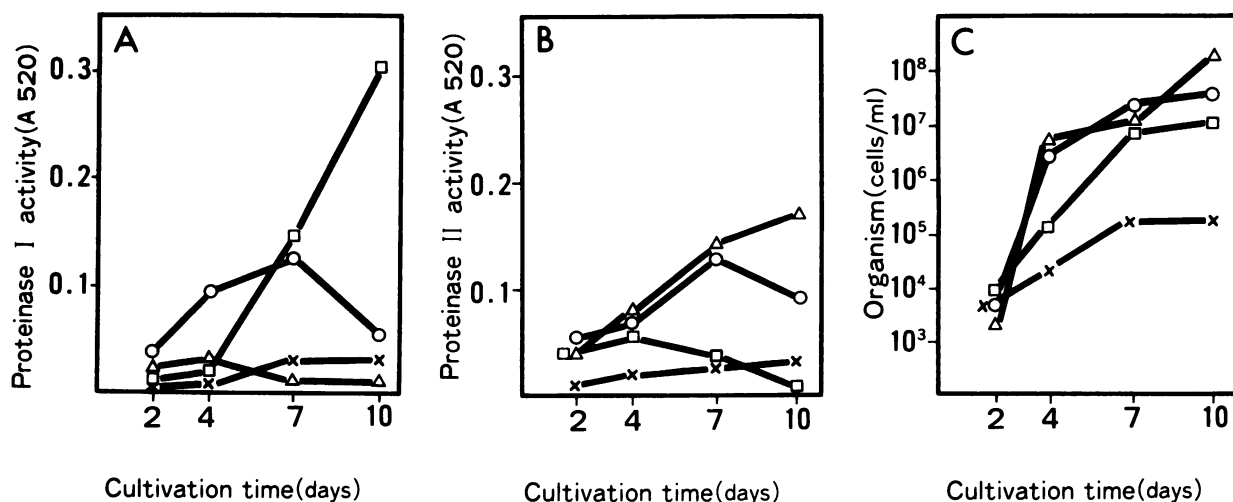 A
Proteinase I activity(A 520)
0.3
0.2
0.1
2 4 7 10
Cultivation time(days)
B
Proteinase II activity(A 520)
0.3
0.2
0.1
2 4 7 10
Cultivation time(days)
C
Organism(cells/ml)
10⁸
10⁷
10⁶
10⁵
10⁴
10³
2 4 7 10
Cultivation time(days)